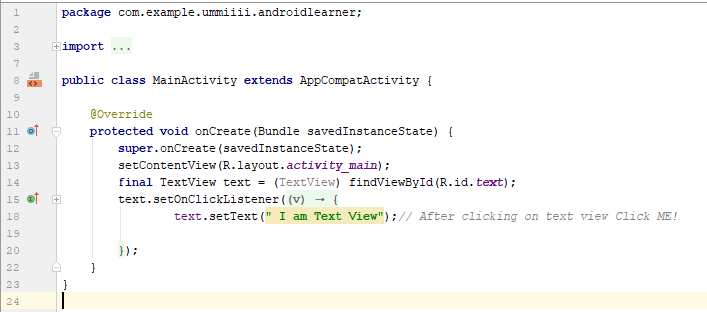 1 package com.example.ummiiii.androidlearner;
2
3 import ...
7
8 public class MainActivity extends AppCompatActivity {
9
10 @Override
11 protected void onCreate(Bundle savedInstanceState) {
12 super.onCreate(savedInstanceState);
13 setContentView(R.layout.activity_main);
14 final TextView text = (TextView) findViewById(R.id.text);
15 text.setOnClickListener((v) → {
18 text.setText(" I am Text View");// After clicking on text view Click ME!
19
20 });
22 }
23 }
24